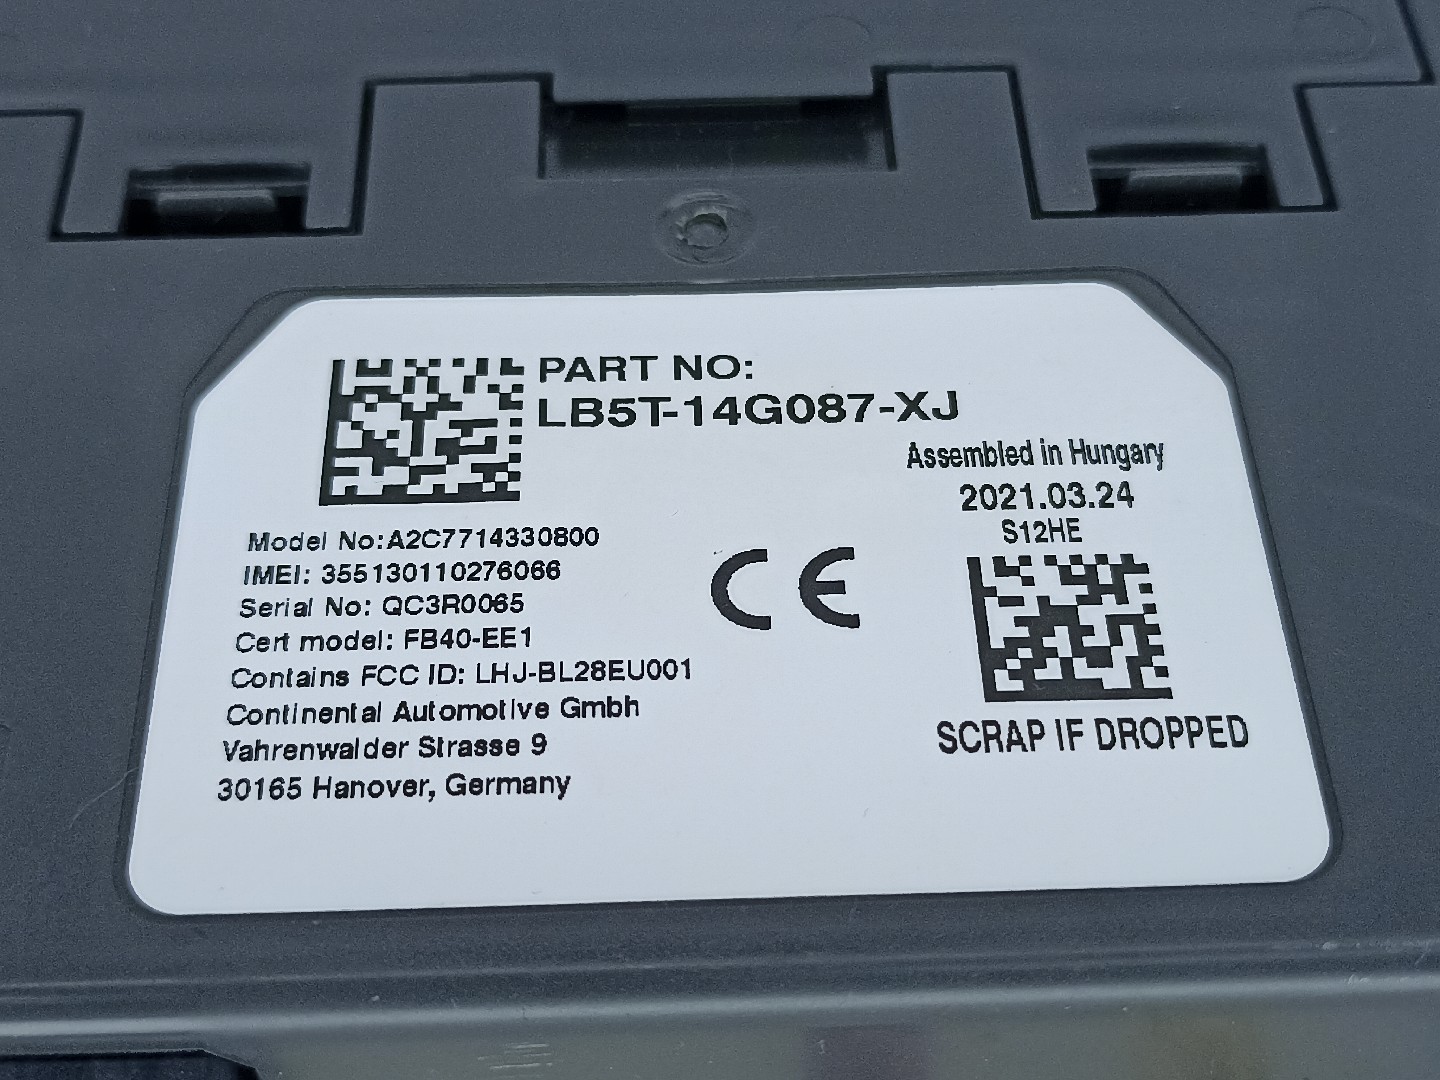 PART NO:
LB5T-14G087-XJ
Assembled in Hungary
2021.03.24
S12HE
Model No:A2C7714330800
IMEI: 355130110276066
Serial No: QC3R0065
Cert model: FB40-EE1
Contains FCC ID: LHJ-BL28EU001
Continental Automotive Gmbh
Vahrenwalder Strasse 9
30165 Hanover, Germany
CE
SCRAP IF DROPPED